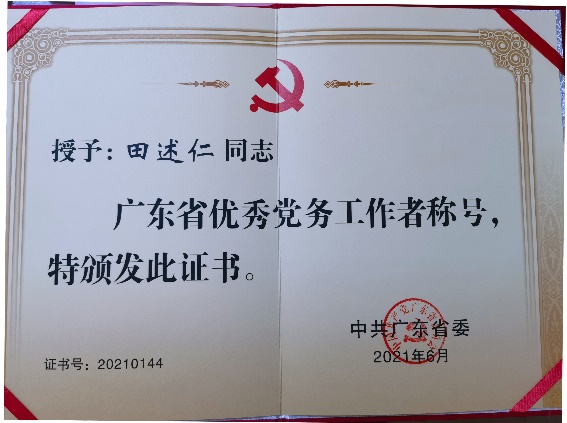 授予：田述仁同志
广东省优秀党务工作者称号，
特颁发此证书。
中共广东省委
2021年6月
证书号：20210144